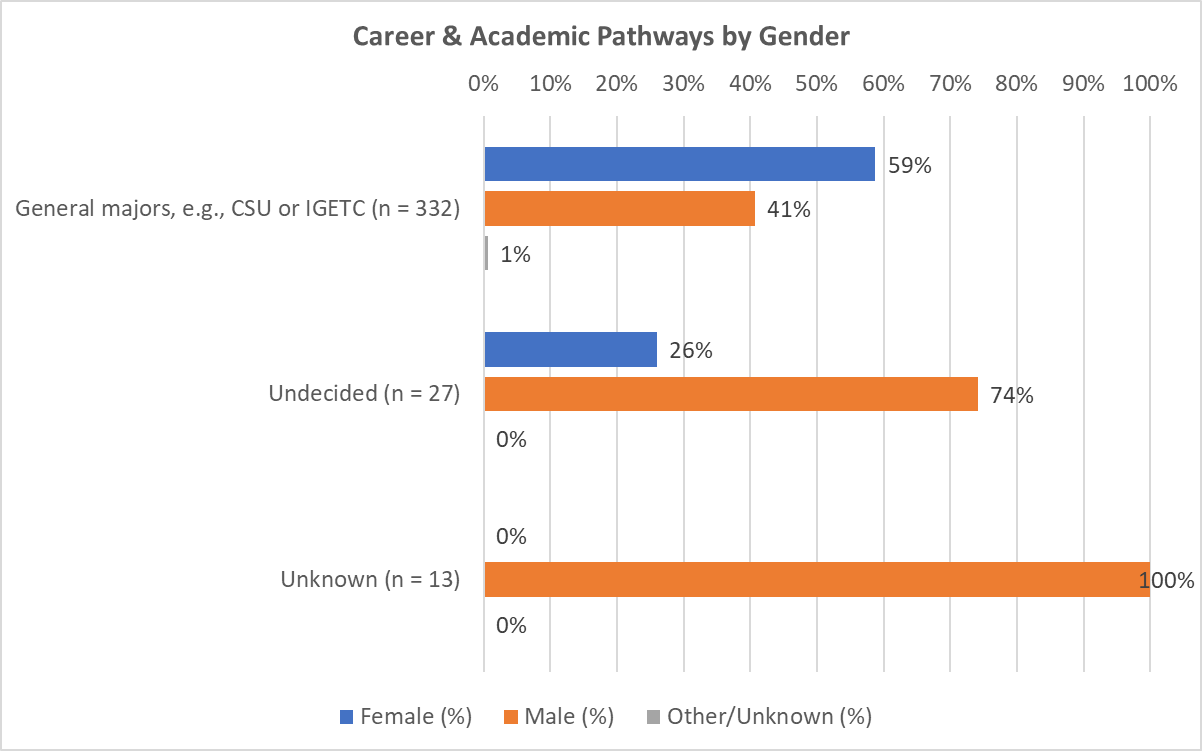 Career & Academic Pathways by Gender
0% 10% 20% 30% 40% 50% 60% 70% 80% 90% 100%
59%
General majors, e.g., CSU or IGETC (n = 332) 41%
1%
26%
Undecided (n = 27) 74%
0%
0%
Unknown (n = 13) 100%
0%
Female (%) Male (%) Other/Unknown (%)